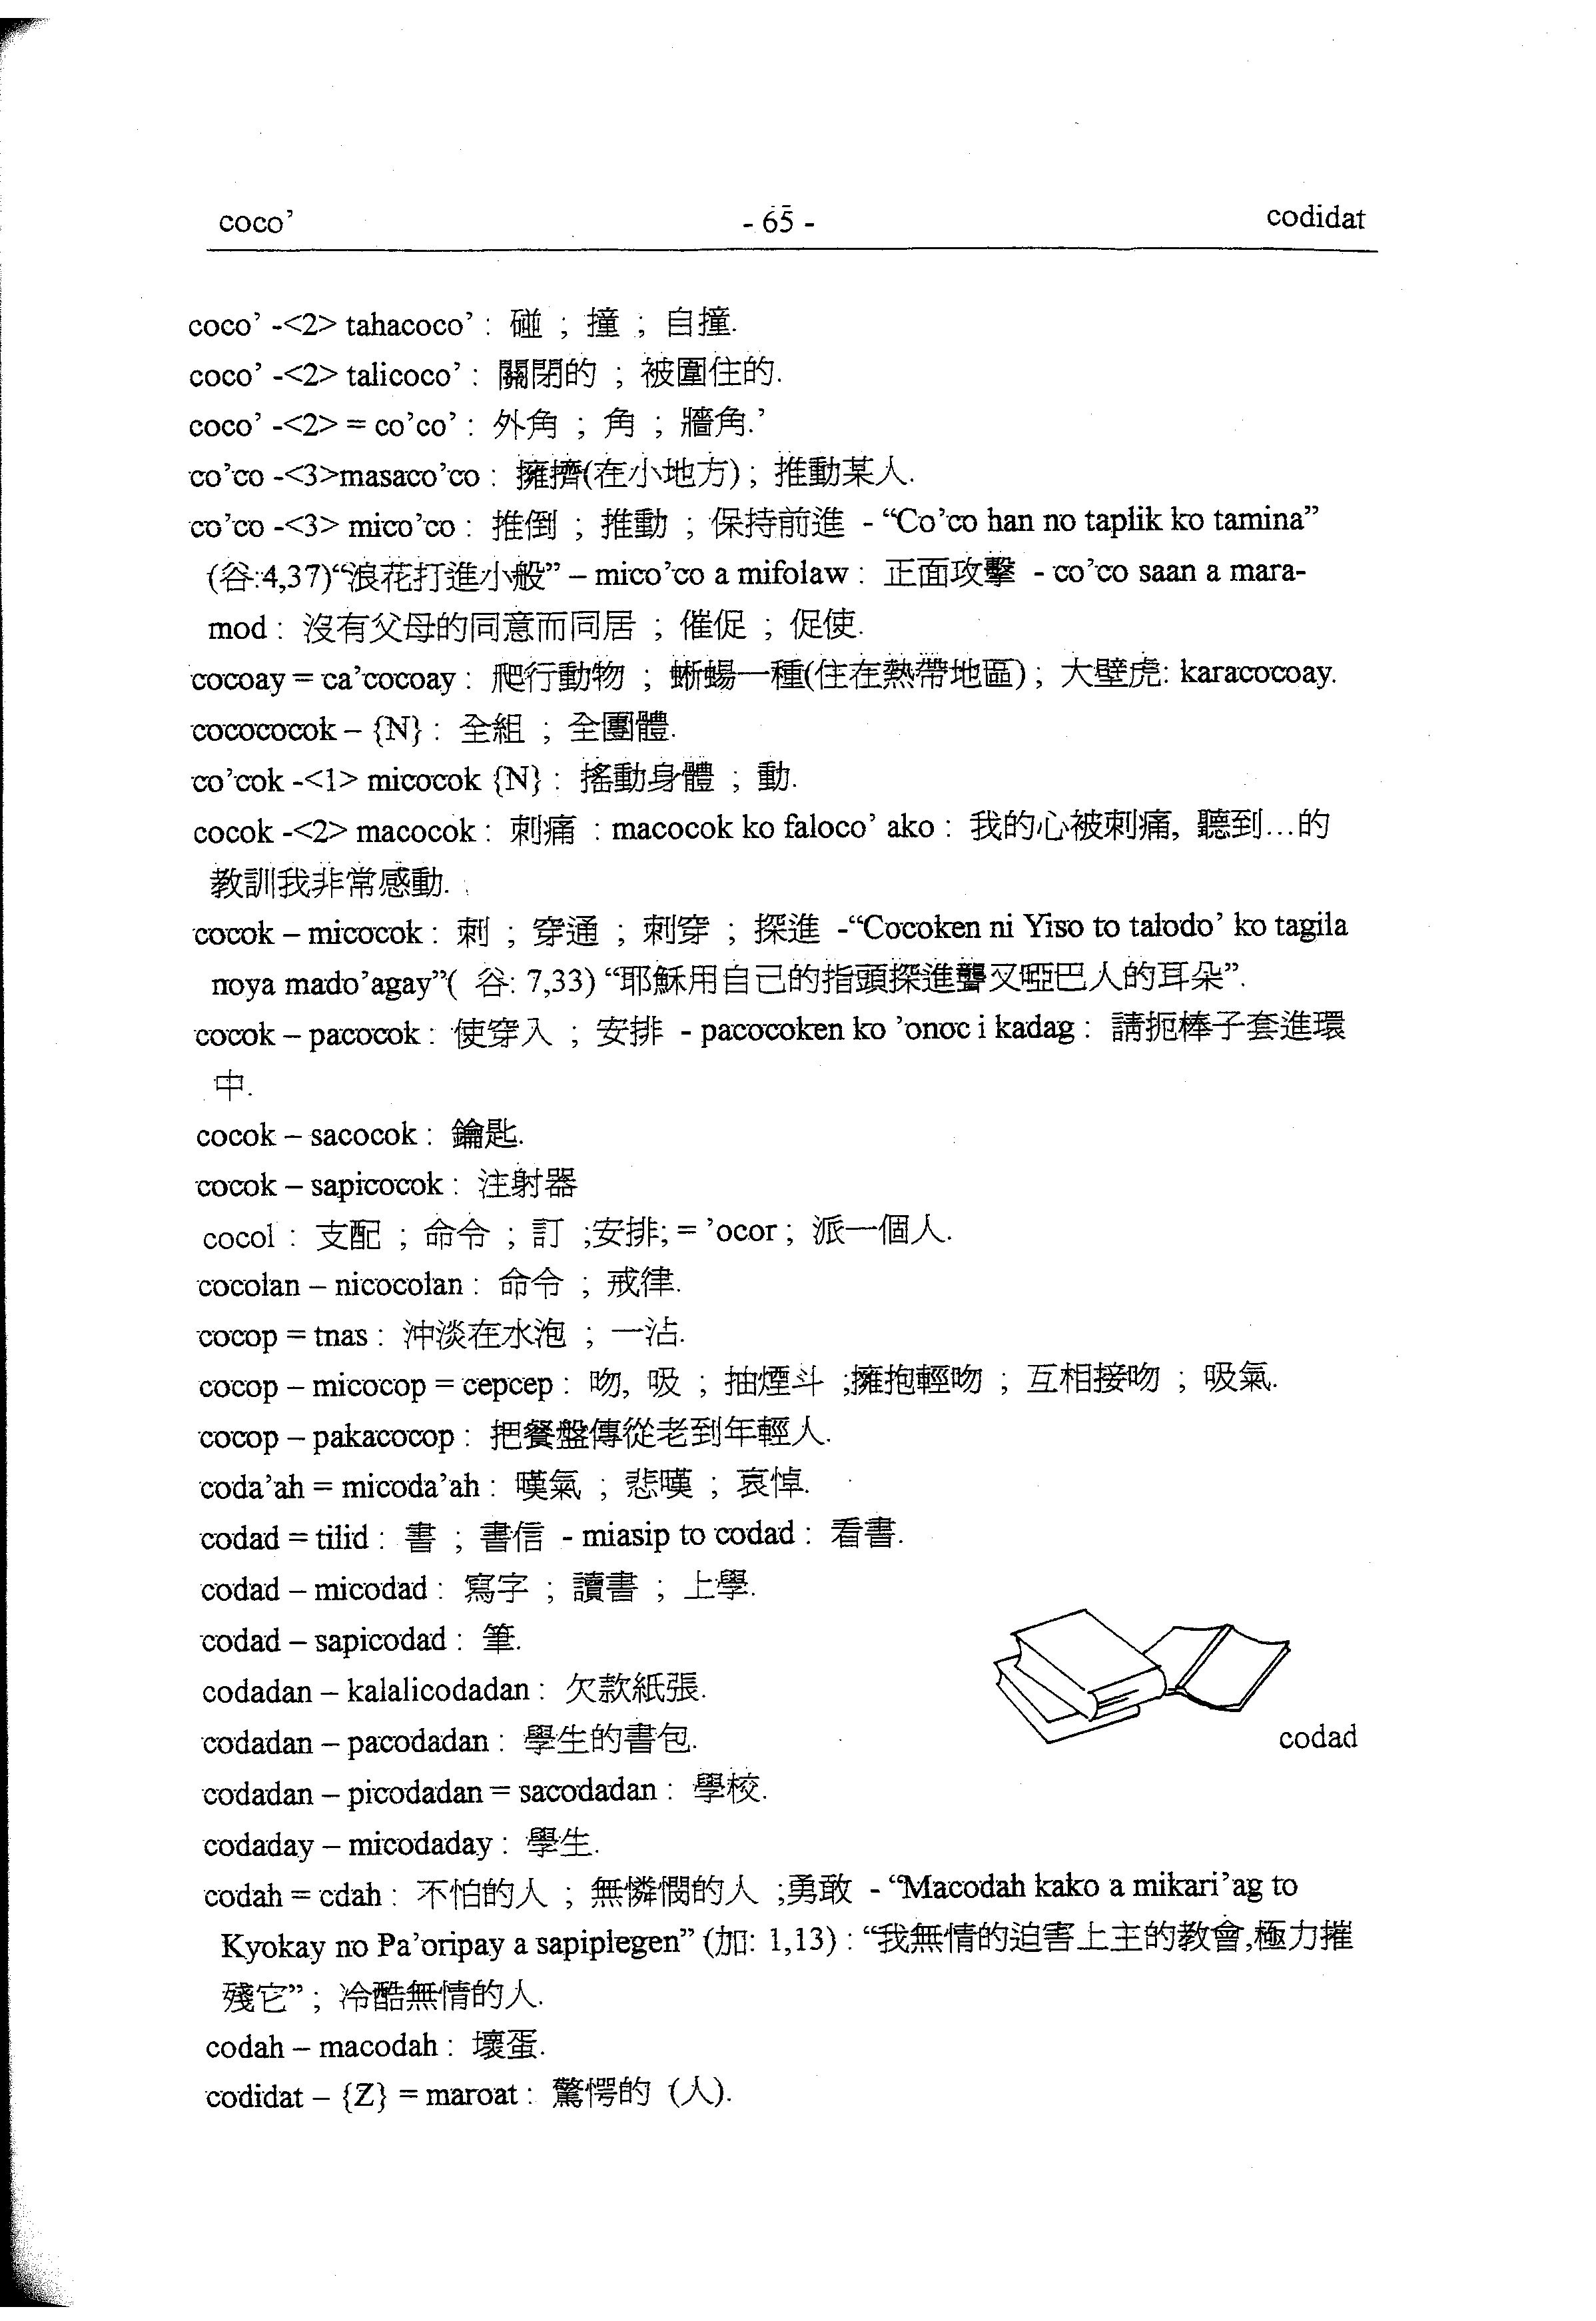 coco’ - 65 - codidat
coco’ -<2> tahacoco’ : 碰 ; 撞 ; 自撞.
coco’ -<2> talicoco’ : 關閉的 ; 被圍住的.
coco’ -<2> = co’co’ : 外角 ; 角 ; 牆角.’
co’co -<3>masaco’co : 擁擠(在小地方) ; 推動某人.
co’co -<3> mico’co : 推倒 ; 推動 ; 保持前進 - “Co’co han no taplik ko tamina”
(谷:4,37)“浪花打進小般” – mico’co a mifolaw : 正面攻擊 - co’co saan a mara-
mod : 沒有父母的同意而同居 ; 催促 ; 促使.
cocoay = ca’cocoay : 爬行動物 ; 蜥蜴一種(住在熱帶地區) ; 大壁虎: karacocoay.
cocococok – {N} : 全組 ; 全團體.
co’cok -<1> micocok {N} : 搖動身體 ; 動.
cocok -<2> macocok : 刺痛 : macocok ko faloco’ ako : 我的心被刺痛, 聽到...的
教訓我非常感動.
cocok – micocok : 刺 ; 穿通 ; 刺穿 ; 探進 -“Cocoken ni Yiso to talodo’ ko tagila
noya mado’agay”( 谷: 7,33) “耶穌用自己的指頭探進聾又啞巴人的耳朵”.
cocok – pacocok : 使穿入 ; 安排 - pacocoken ko ’onoc i kadag : 請扼棒子套進環
中.
cocok – sacocok : 鑰匙.
cocok – sapicocok : 注射器
cocol : 支配 ; 命令 ; 訂 ;安排; = ’ocor ; 派一個人.
cocolan – nicocolan : 命令 ; 戒律.
cocop = tnas : 沖淡在水泡 ; 一沾.
cocop – micocop = cepcep : 吻, 吸 ; 抽煙斗 ;擁抱輕吻 ; 互相接吻 ; 吸氣.
cocop – pakacocop : 把餐盤傳從老到年輕人.
coda’ah = micoda’ah : 嘆氣 ; 悲嘆 ; 哀悼.
codad = tilid : 書 ; 書信 - miasip to codad : 看書.
codad – micodad : 寫字 ; 讀書 ; 上學.
codad – sapicodad : 筆.
codadan – kalalicodadan : 欠款紙張.
codadan – pacodadan : 學生的書包.
codad
codadan – picodadan = sacodadan : 學校.
codaday – micodaday : 學生.
codah = cdah : 不怕的人 ; 無憐憫的人 ;勇敢 - “Macodah kako a mikari’ag to
Kyokay no Pa’oripay a sapiplegen” (加: 1,13) : “我無情的迫害上主的教會,極力摧
殘它” ; 冷酷無情的人.
codah – macodah : 壞蛋.
codidat – {Z} = maroat : 驚愕的 (人).